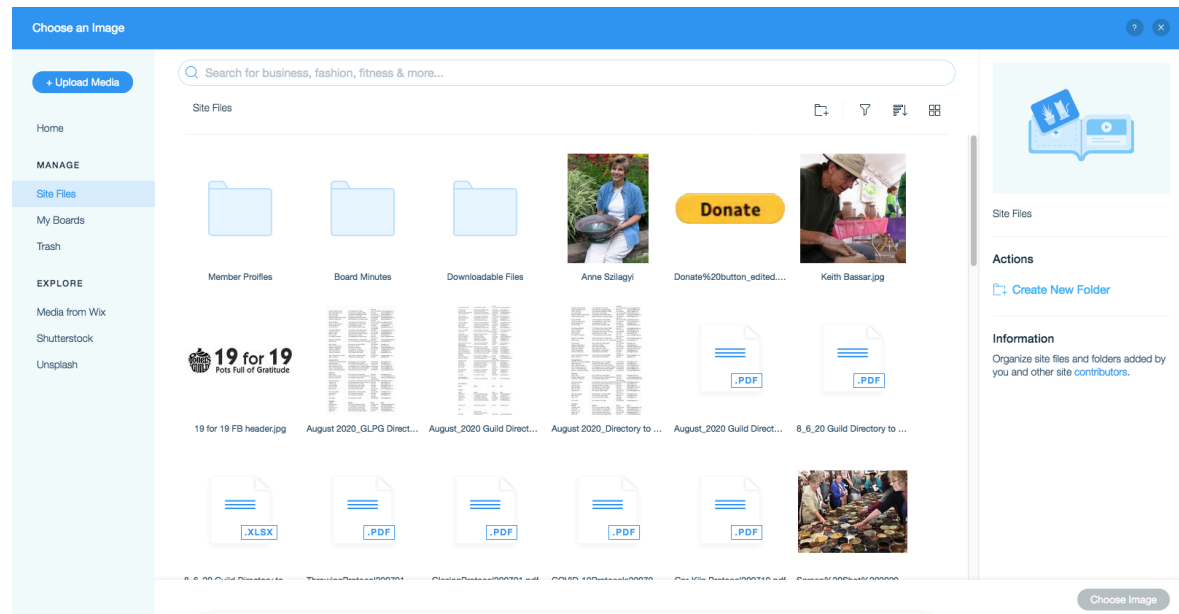 Choose an Image
?
+ Upload Media
Search for business, fashion, fitness & more...
Site Files
Home
MANAGE
Site Files
My Boards
Trash
EXPLORE
Media from Wix
Shutterstock
Unsplash
Donate
Member Proifles
Board Minutes
Downloadable Files
Anne Szilagyi
Donate%20button_edited....
Keith Bassar.jpg
POTTERS GUILD
19 for 19
Pots Full of Gratitude
.PDF
.PDF
19 for 19 FB header.jpg
August 2020_GLPG Direct...
August_2020 Guild Direct...
August 2020_Directory to ...
August_2020 Guild Direct...
8_6_20 Guild Directory to ...
.XLSX
.PDF
.PDF
.PDF
.PDF
Site Files
Actions
Create New Folder
Information
Organize site files and folders added by
you and other site contributors.
Choose Image